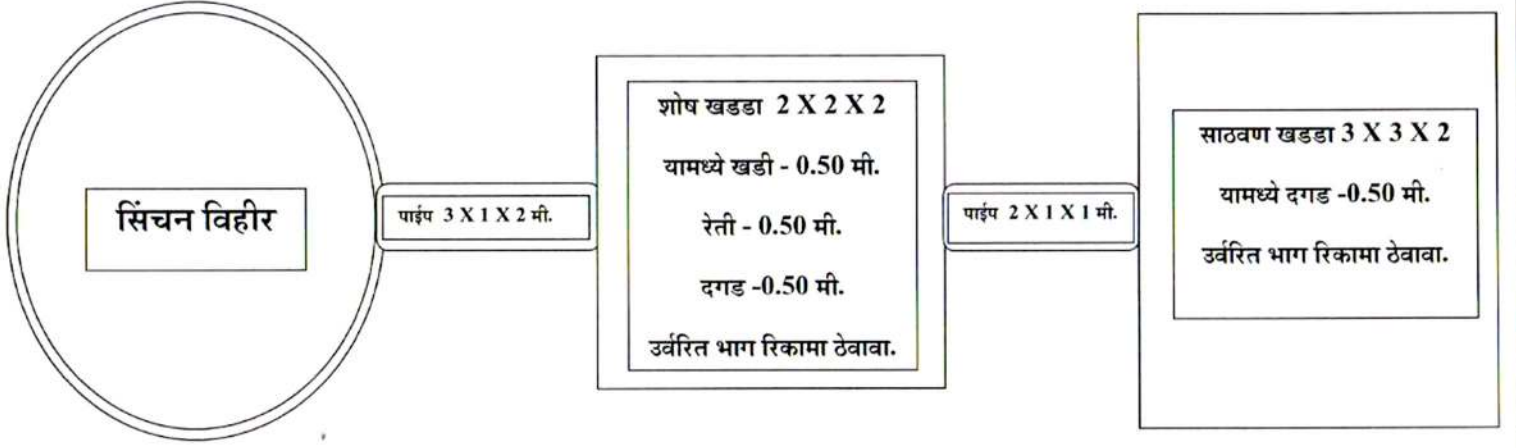 सिंचन विहीर
पाईप 3 X 1 X 2 मी.
शोष खडडा 2 X 2 X 2
यामध्ये खडी - 0.50 मी.
रेती - 0.50 मी.
दगड -0.50 मी.
उर्वरित भाग रिकामा ठेवावा.
पाईप 2 X 1 X 1 मी.
साठवण खडडा 3 X 3 X 2
यामध्ये दगड -0.50 मी.
उर्वरित भाग रिकामा ठेवावा.